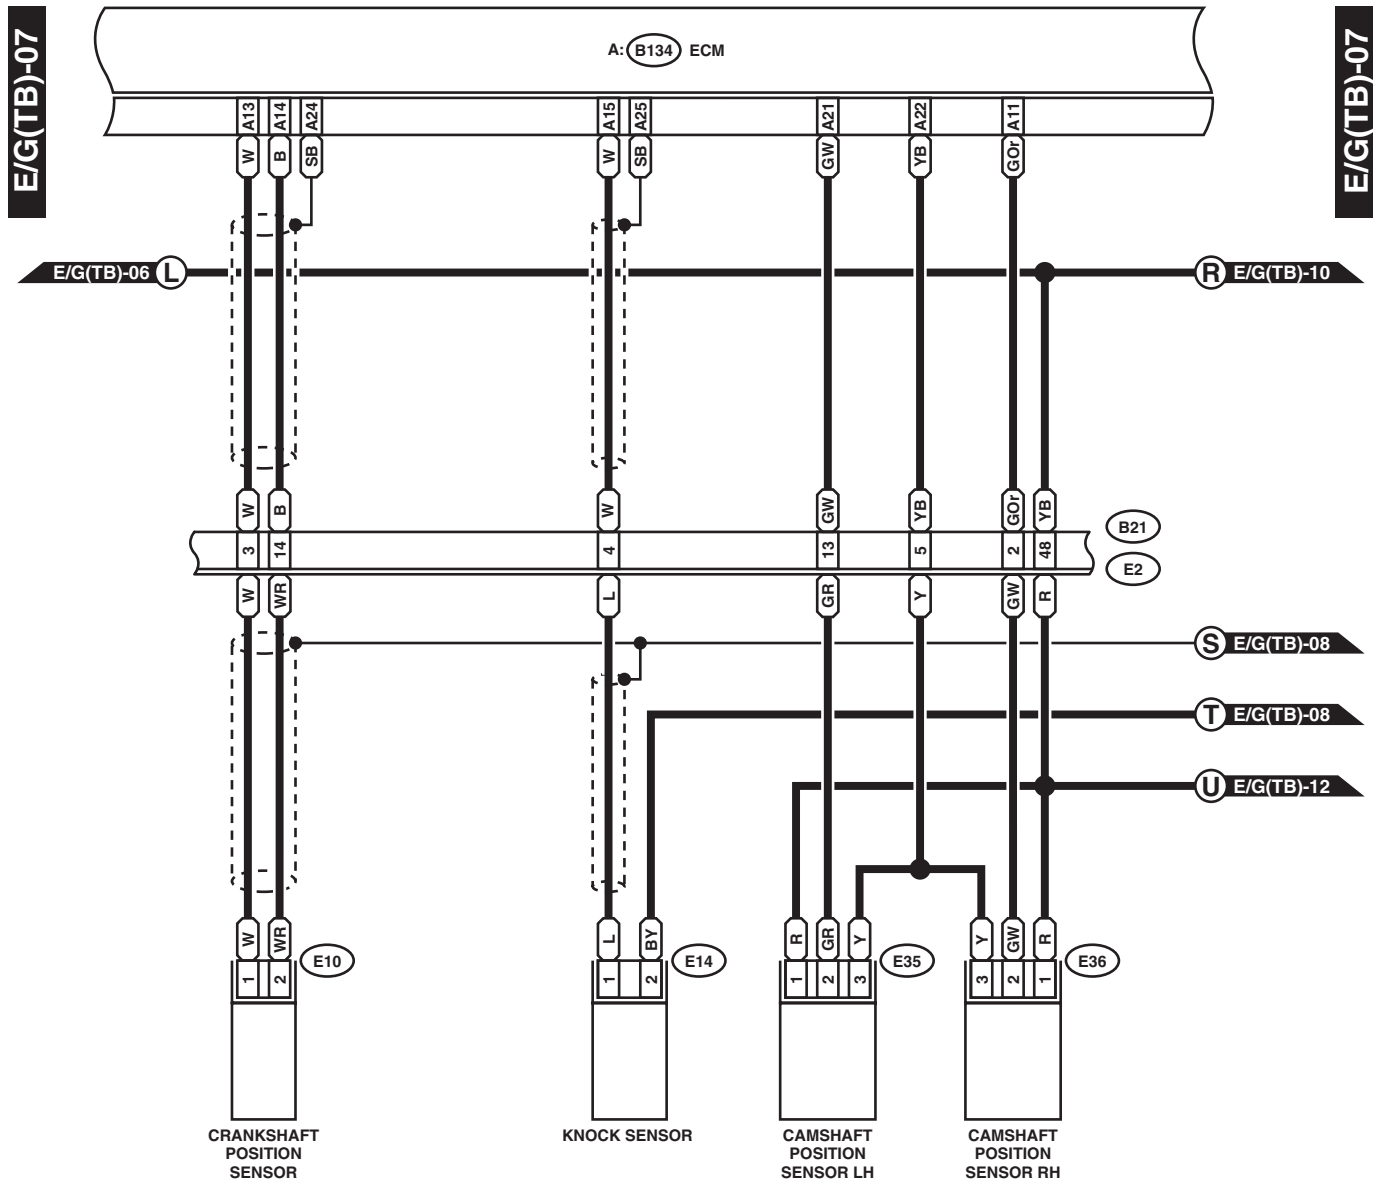 E/G(TB)-07
E/G(TB)-07
A: B134 ECM
A13 A14 A24 A15 A25 A21 A22 A11
W B SB W SB GW YB GOr
E/G(TB)-06 L R E/G(TB)-10
W B W GW YB GOr YB
B21
3 14 4 13 5 2 48
E2
W WR L GR Y GW R
S E/G(TB)-08
T E/G(TB)-08
U E/G(TB)-12
W WR L BY R GR Y Y GW R
E10 E14 E35 E36
1 2 1 2 1 2 3 3 2 1
CRANKSHAFT
POSITION
SENSOR
KNOCK SENSOR
CAMSHAFT
POSITION
SENSOR LH
CAMSHAFT
POSITION
SENSOR RH